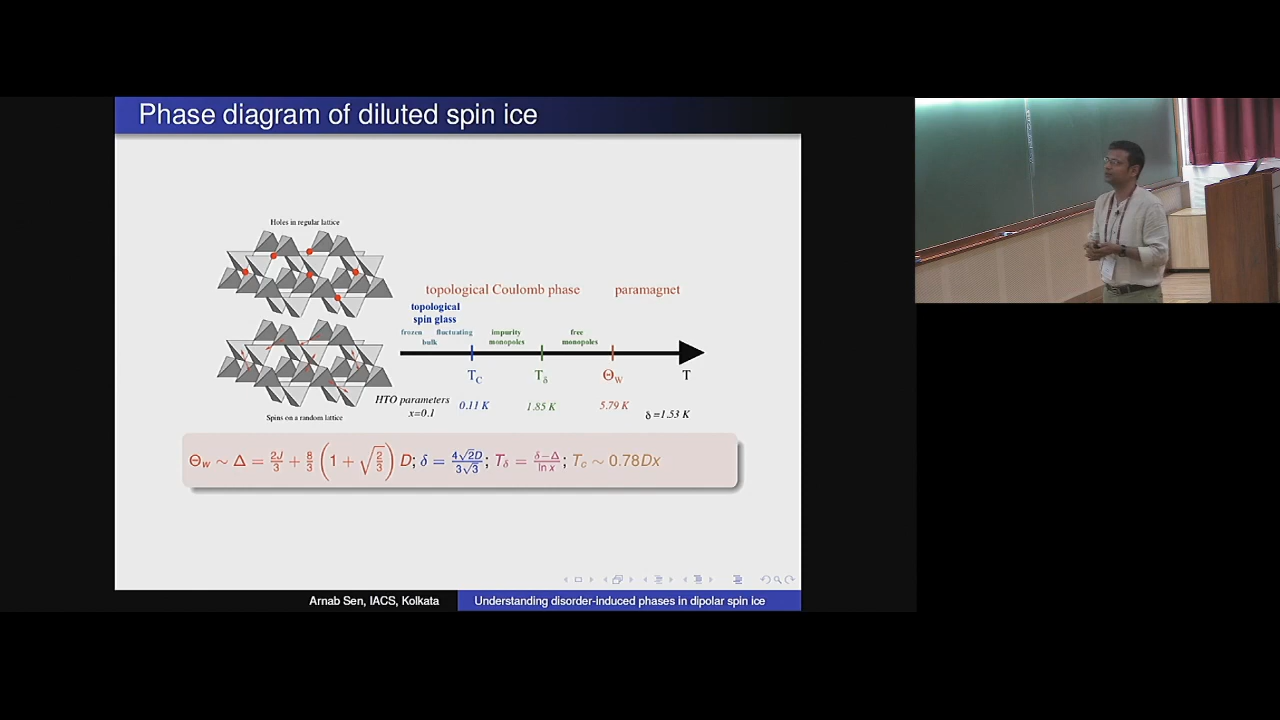 Phase diagram of diluted spin ice
Holes in regular lattice
Spins on a random lattice
topological Coulomb phase paramagnet
topological
spin glass
frozen fluctuating impurity free
bulk monopoles monopoles
T_C T_δ Θ_W T
HTO parameters
x=0.1 0.11 K 1.85 K 5.79 K δ =1.53 K
Θ_w ∼ Δ = 2J/3 + 8/3 (1 + √(2/3)) D; δ = 4√2D/3√3; T_δ = (δ−Δ)/ln x; T_c ∼ 0.78Dx
Arnab Sen, IACS, Kolkata Understanding disorder-induced phases in dipolar spin ice